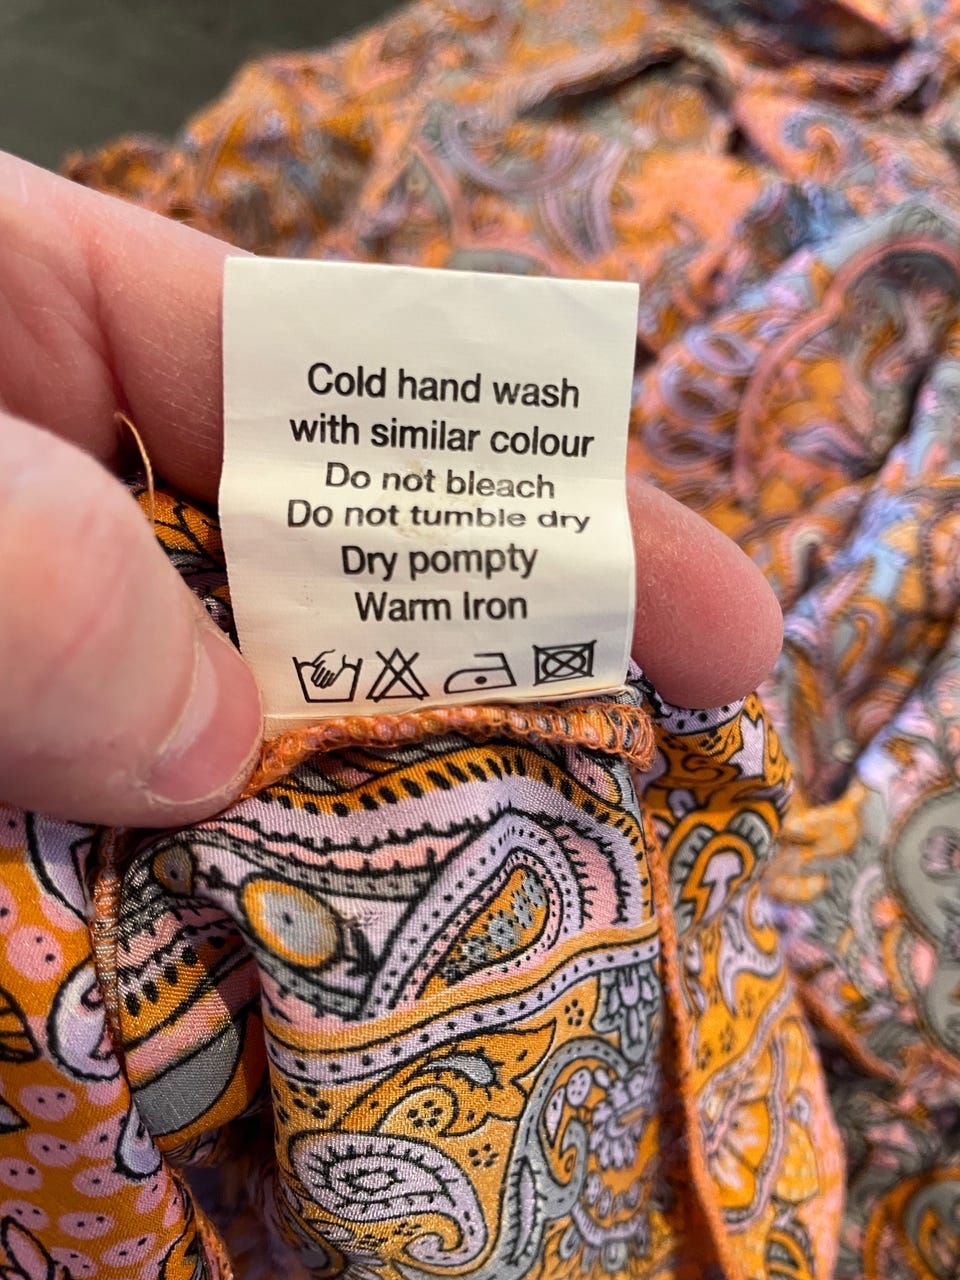 Cold hand wash
with similar colour
Do not bleach
Do not tumble dry
Dry pompty
Warm Iron